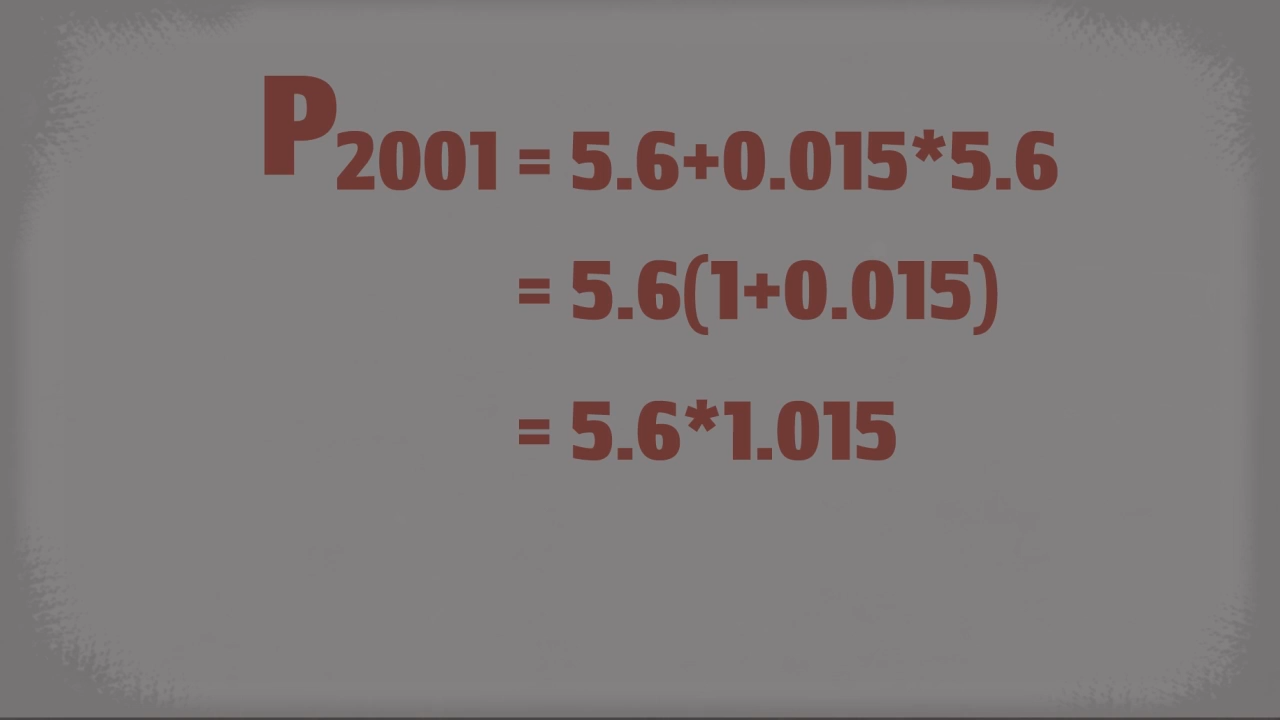 P2001 = 5.6+0.015*5.6
= 5.6(1+0.015)
= 5.6*1.015